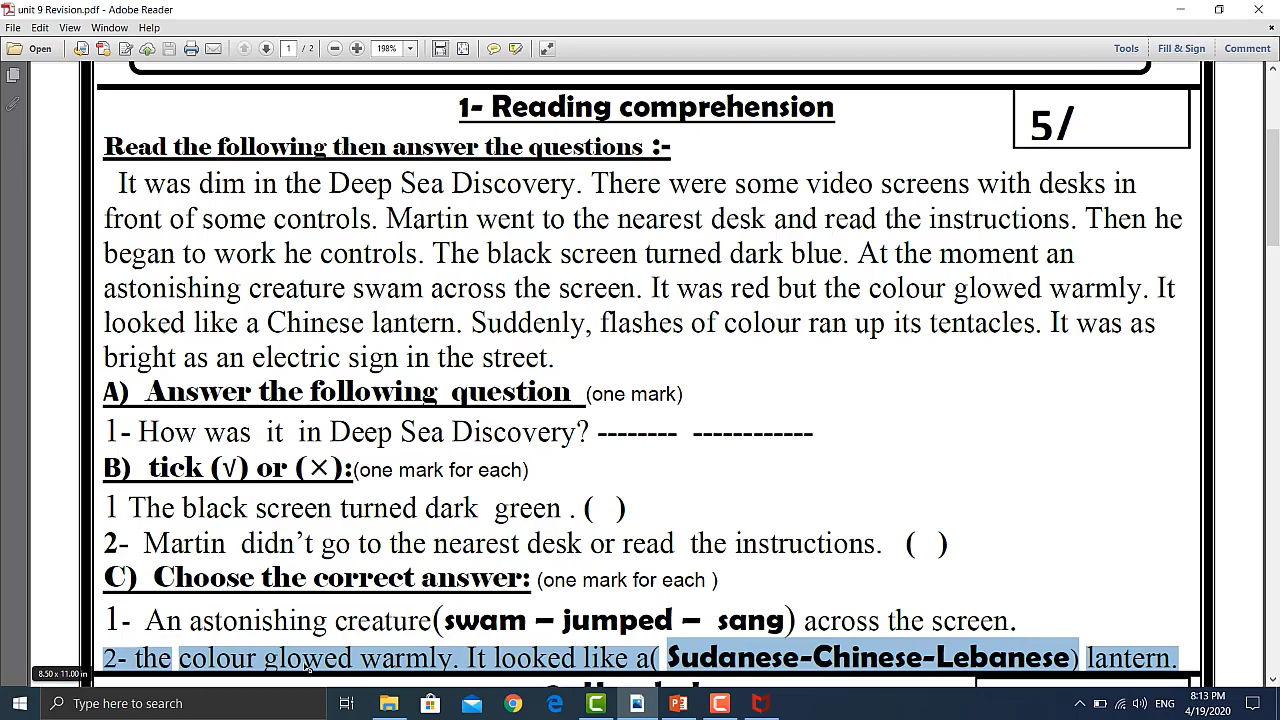 unit 9 Revision.pdf - Adobe Reader
File Edit View Window Help
Open 1 / 2 198% Tools Fill & Sign Comment
1- Reading comprehension
5/
Read the following then answer the questions :-
It was dim in the Deep Sea Discovery. There were some video screens with desks in
front of some controls. Martin went to the nearest desk and read the instructions. Then he
began to work he controls. The black screen turned dark blue. At the moment an
astonishing creature swam across the screen. It was red but the colour glowed warmly. It
looked like a Chinese lantern. Suddenly, flashes of colour ran up its tentacles. It was as
bright as an electric sign in the street.
A) Answer the following question (one mark)
1- How was it in Deep Sea Discovery? -------- ------------
B) tick (√) or (×):(one mark for each)
1 The black screen turned dark green . ( )
2- Martin didn’t go to the nearest desk or read the instructions. ( )
C) Choose the correct answer: (one mark for each )
1- An astonishing creature(swam – jumped – sang) across the screen.
2- the colour glowed warmly. It looked like a( Sudanese-Chinese-Lebanese) lantern.
8.50 x 11.00 in
Type here to search
ENG
8:13 PM
4/19/2020